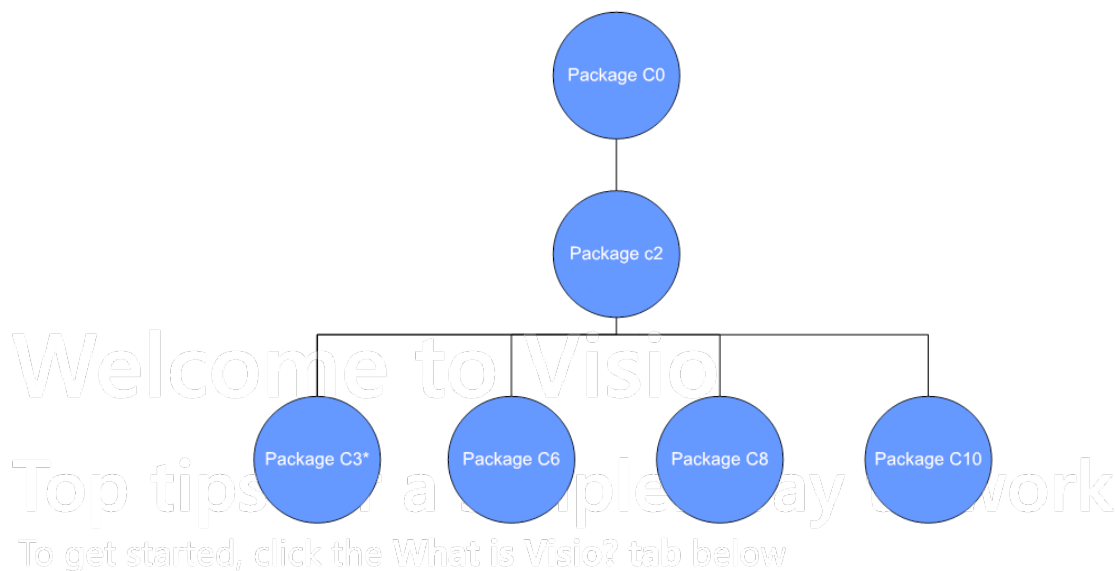 Package C0
Package c2
Welcome to Visio
Package C3* Package C6 Package C8 Package C10
Top tips a way work
To get started, click the What is Visio? tab below